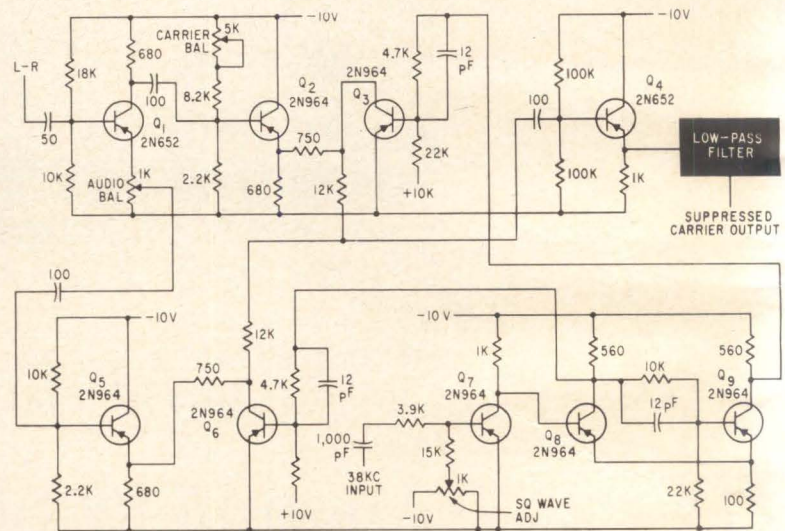 -10V
CARRIER
BAL
5K
680
L-R
18K
100
8.2K
Q2
2N964
50
Q1
2N652
10K
AUDIO
BAL
1K
2.2K
680
750
2N964
Q3
4.7K
12
pF
22K
+10K
12K
-10V
100K
100
Q4
2N652
100K
1K
LOW-PASS
FILTER
SUPPRESSED
CARRIER OUTPUT
100
-10V
10K
Q5
2N964
2.2K
680
750
12K
2N964
Q6
4.7K
12
pF
+10V
1,000
pF
38KC
INPUT
3.9K
15K
1K
-10V
SQ WAVE
ADJ
-10V
1K
Q7
2N964
560
Q8
2N964
10K
12pF
560
Q9
2N964
22K
100